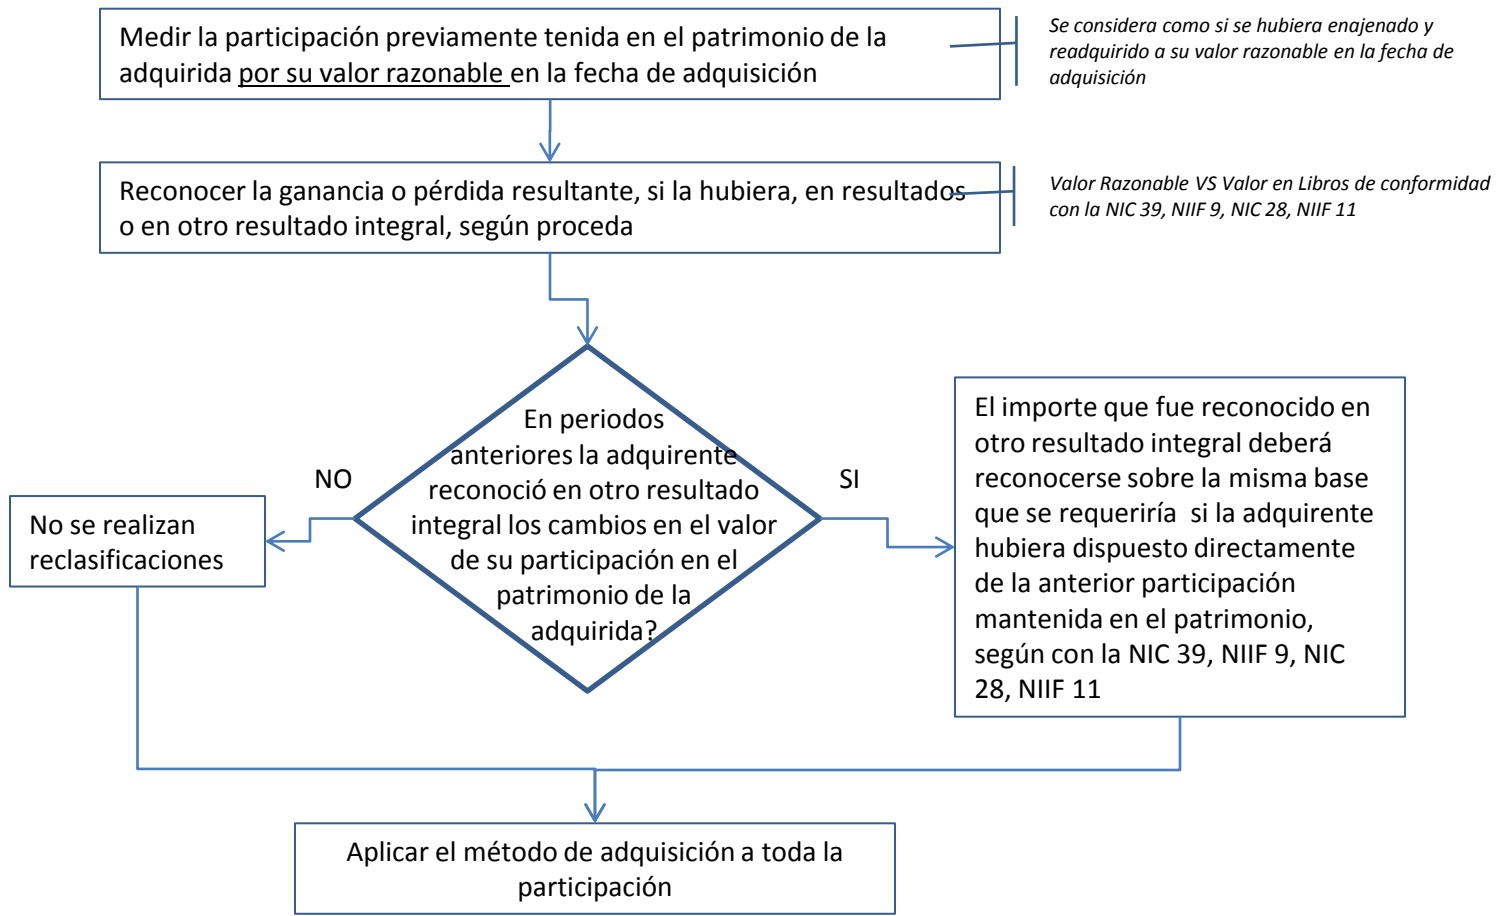 Medir la participación previamente tenida en el patrimonio de la
adquirida por su valor razonable en la fecha de adquisición
Se considera como si se hubiera enajenado y
readquirido a su valor razonable en la fecha de
adquisición
Reconocer la ganancia o pérdida resultante, si la hubiera, en resultados
o en otro resultado integral, según proceda
Valor Razonable VS Valor en Libros de conformidad
con la NIC 39, NIIF 9, NIC 28, NIIF 11
En periodos
anteriores la adquirente
reconoció en otro resultado
integral los cambios en el valor
de su participación en el
patrimonio de la
adquirida?
NO
SI
No se realizan
reclasificaciones
El importe que fue reconocido en
otro resultado integral deberá
reconocerse sobre la misma base
que se requeriría  si la adquirente
hubiera dispuesto directamente
de la anterior participación
mantenida en el patrimonio,
según con la NIC 39, NIIF 9, NIC
28, NIIF 11
Aplicar el método de adquisición a toda la
participación